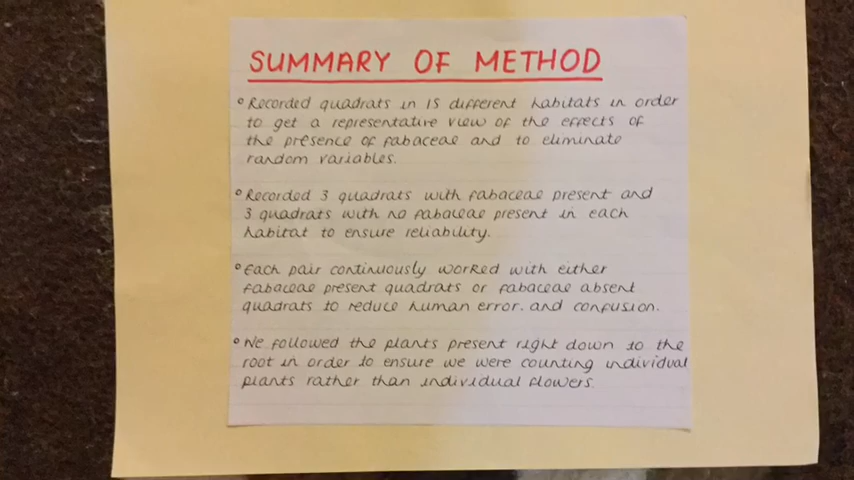 SUMMARY OF METHOD
° Recorded quadrats in 15 different habitats in order
to get a representative view of the effects of
the presence of fabaceae and to eliminate
random variables.
° Recorded 3 quadrats with fabaceae present and
3 quadrats with no fabaceae present in each
habitat to ensure reliability.
° Each pair continuously worked with either
fabaceae present quadrats or fabaceae absent
quadrats to reduce human error. and confusion.
° We followed the plants present right down to the
root in order to ensure we were counting individual
plants rather than individual flowers.